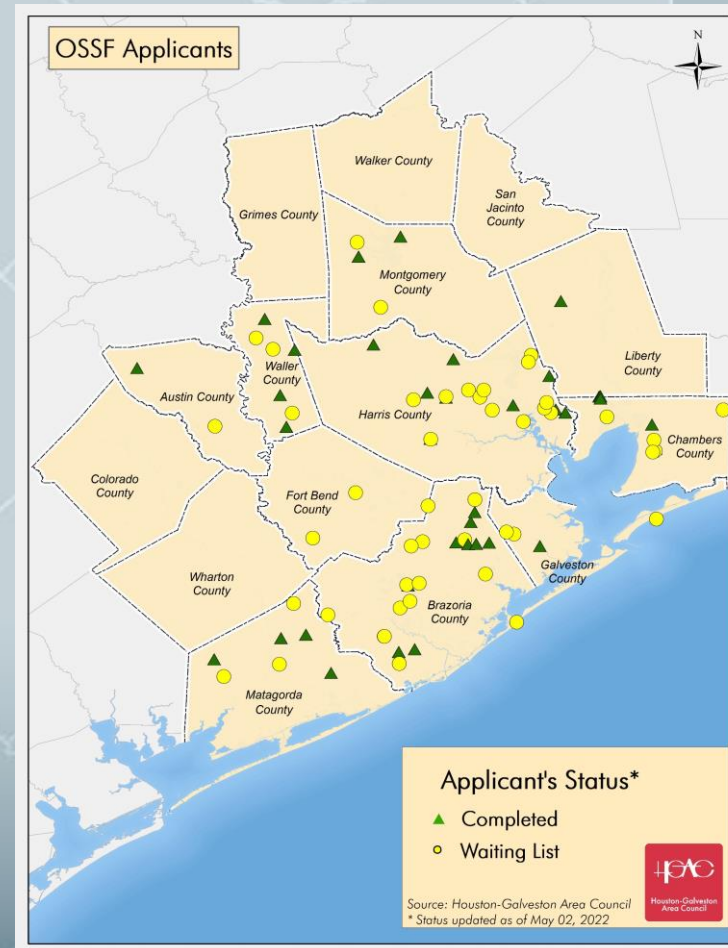 OSSF Applicants
N
Walker County
San
Jacinto
County
Grimes County
Montgomery
County
Liberty
County
Waller
County
Austin County
Harris County
Chambers
County
Colorado
County
Fort Bend
County
Galveston
County
Wharton
County
Brazoria
County
Matagorda
County
Applicant's Status*
Completed
Waiting List
Source: Houston-Galveston Area Council
* Status updated as of May 02, 2022
H-GAC
Houston-Galveston
Area Council